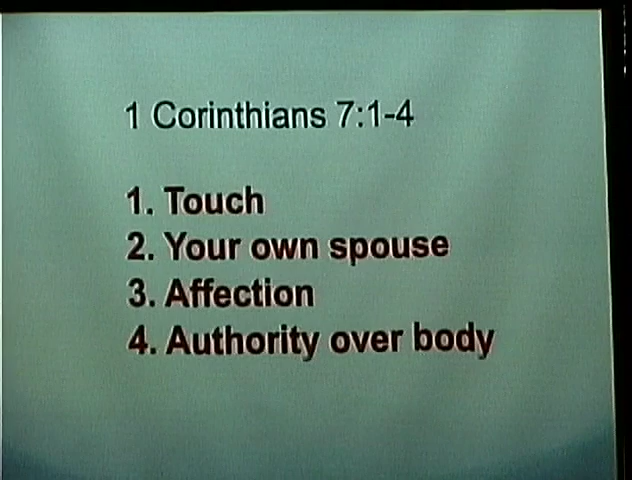 1 Corinthians 7:1-4
1. Touch
2. Your own spouse
3. Affection
4. Authority over body